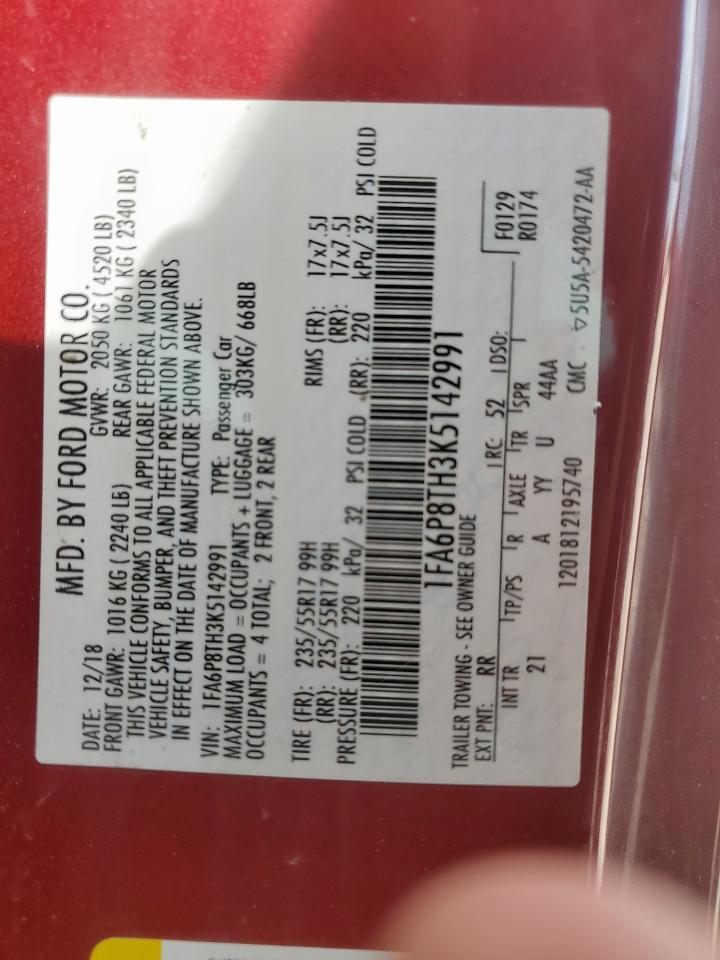 MFD. BY FORD MOTOR CO.
DATE: 12/18 GVWR: 2050 KG ( 4520 LB)
FRONT GAWR: 1016 KG ( 2240 LB) REAR GAWR: 1061 KG ( 2340 LB)
THIS VEHICLE CONFORMS TO ALL APPLICABLE FEDERAL MOTOR
VEHICLE SAFETY, BUMPER, AND THEFT PREVENTION STANDARDS
IN EFFECT ON THE DATE OF MANUFACTURE SHOWN ABOVE.
VIN: 1FA6P8TH3K5142991 TYPE: Passenger Car
MAXIMUM LOAD = OCCUPANTS + LUGGAGE = 303KG/ 668LB
OCCUPANTS = 4 TOTAL; 2 FRONT, 2 REAR
TIRE (FR): 235/55R17 99H RIMS (FR): 17x7.5J
(RR): 235/55R17 99H (RR): 17x7.5J
PRESSURE (FR): 220 kPa/ 32 PSI COLD (RR): 220 kPa/ 32 PSI COLD
1FA6P8TH3K5142991
TRAILER TOWING - SEE OWNER GUIDE
EXT PNT: RR RC: 52 DSO: F0129
R0174
INT TR TP/PS R AXLE TR SPR
21 A YY U 44AA
1201812195740 CMC ▽5U5A-5420472-AA